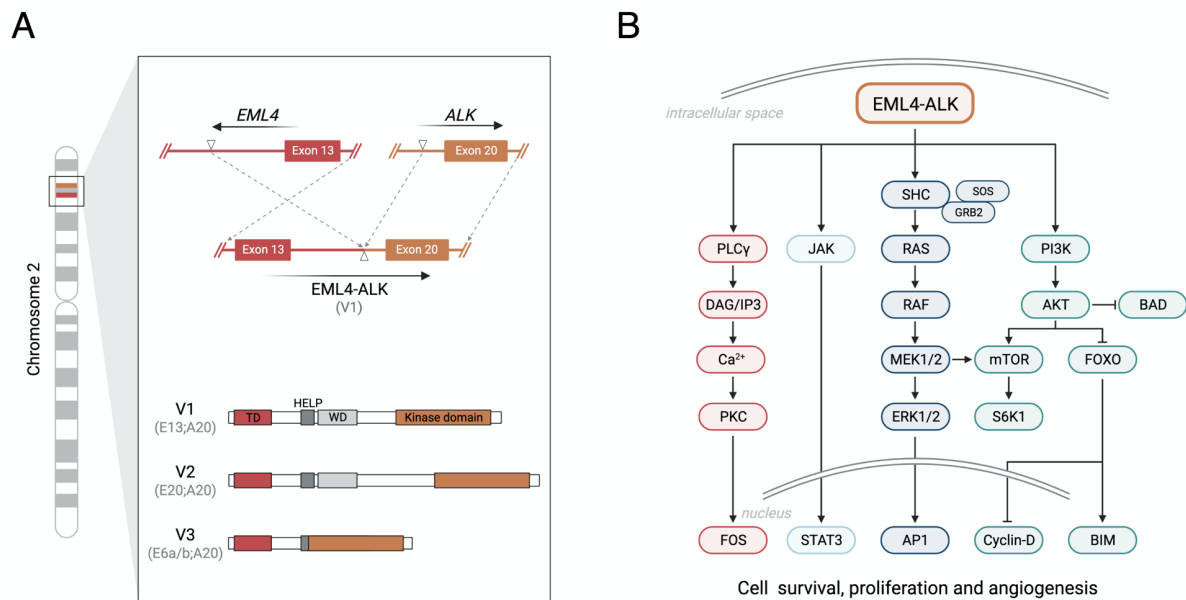 A
EML4
ALK
Exon 13
Exon 20
Exon 13
Exon 20
EML4-ALK
(V1)
Chromosome 2
HELP
V1
(E13;A20)
TD
WD
Kinase domain
V2
(E20;A20)
V3
(E6a/b;A20)
B
intracellular space
EML4-ALK
SHC
SOS
GRB2
PLCγ
JAK
RAS
PI3K
DAG/IP3
RAF
AKT
BAD
Ca²⁺
MEK1/2
mTOR
FOXO
PKC
ERK1/2
S6K1
nucleus
FOS
STAT3
AP1
Cyclin-D
BIM
Cell survival, proliferation and angiogenesis